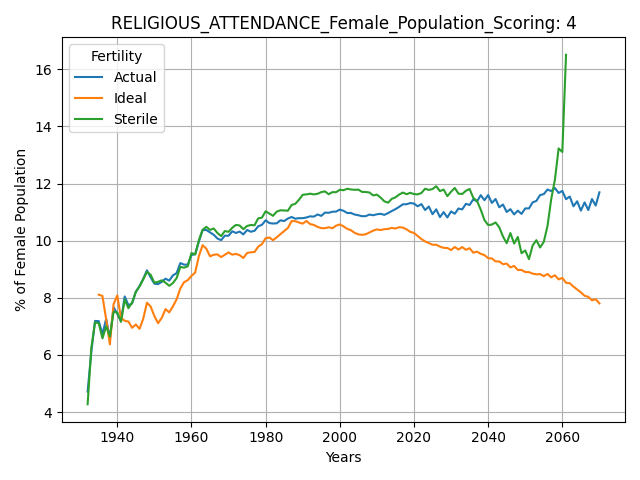 RELIGIOUS_ATTENDANCE_Female_Population_Scoring: 4
Fertility
Actual
Ideal
Sterile
% of Female Population
16
14
12
10
8
6
4
1940 1960 1980 2000 2020 2040 2060
Years